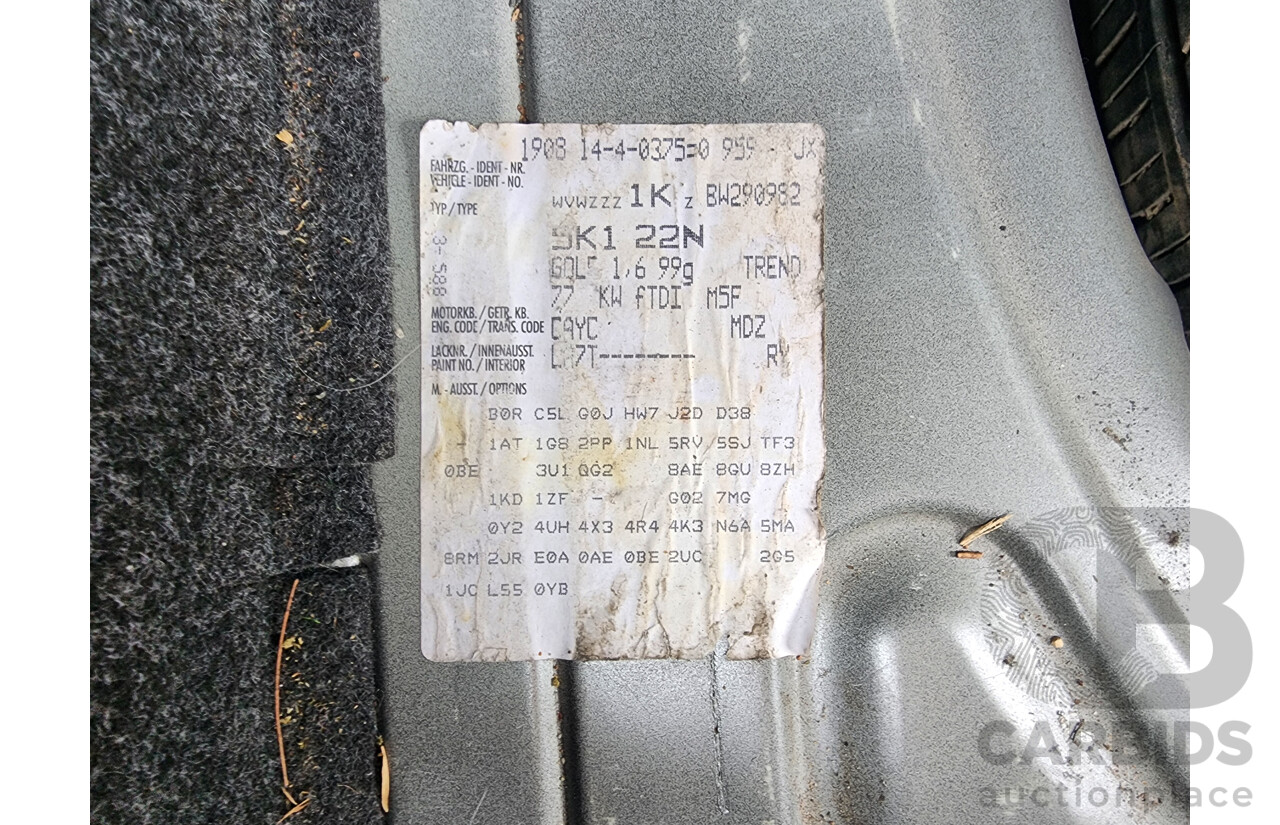 1908 14-4-0375 0 959 JX
FAHRZG. - IDENT - NR.
VEHICLE - IDENT - NO.
WVWZZZ 1K Z BW290982
TYP / TYPE
5K1 22N
GOLF 1,6 99g TREND
77 KW fTDI M5F
3- 588
MOTORKB. / GETR. KB.
ENG. CODE / TRANS. CODE CAYC MDZ
LACKNR. / INNENAUSST.
PAINT NO. / INTERIOR -------- RY
M. - AUSST. / OPTIONS
B0R C5L G0J HW7 J2D D38
- 1AT 1G8 2PP 1NL 5RV 5SJ TF3
0BE 3U1 QG2 8AE 8GU 8ZH
1KD 1ZF - G02 7MG
0Y2 4UH 4X3 4R4 4K3 N6A 5MA
8RM 2JR E0A 0AE 0BE 2UC 2G5
1JC L55 0YB
B
CARBIDS
auctionplace